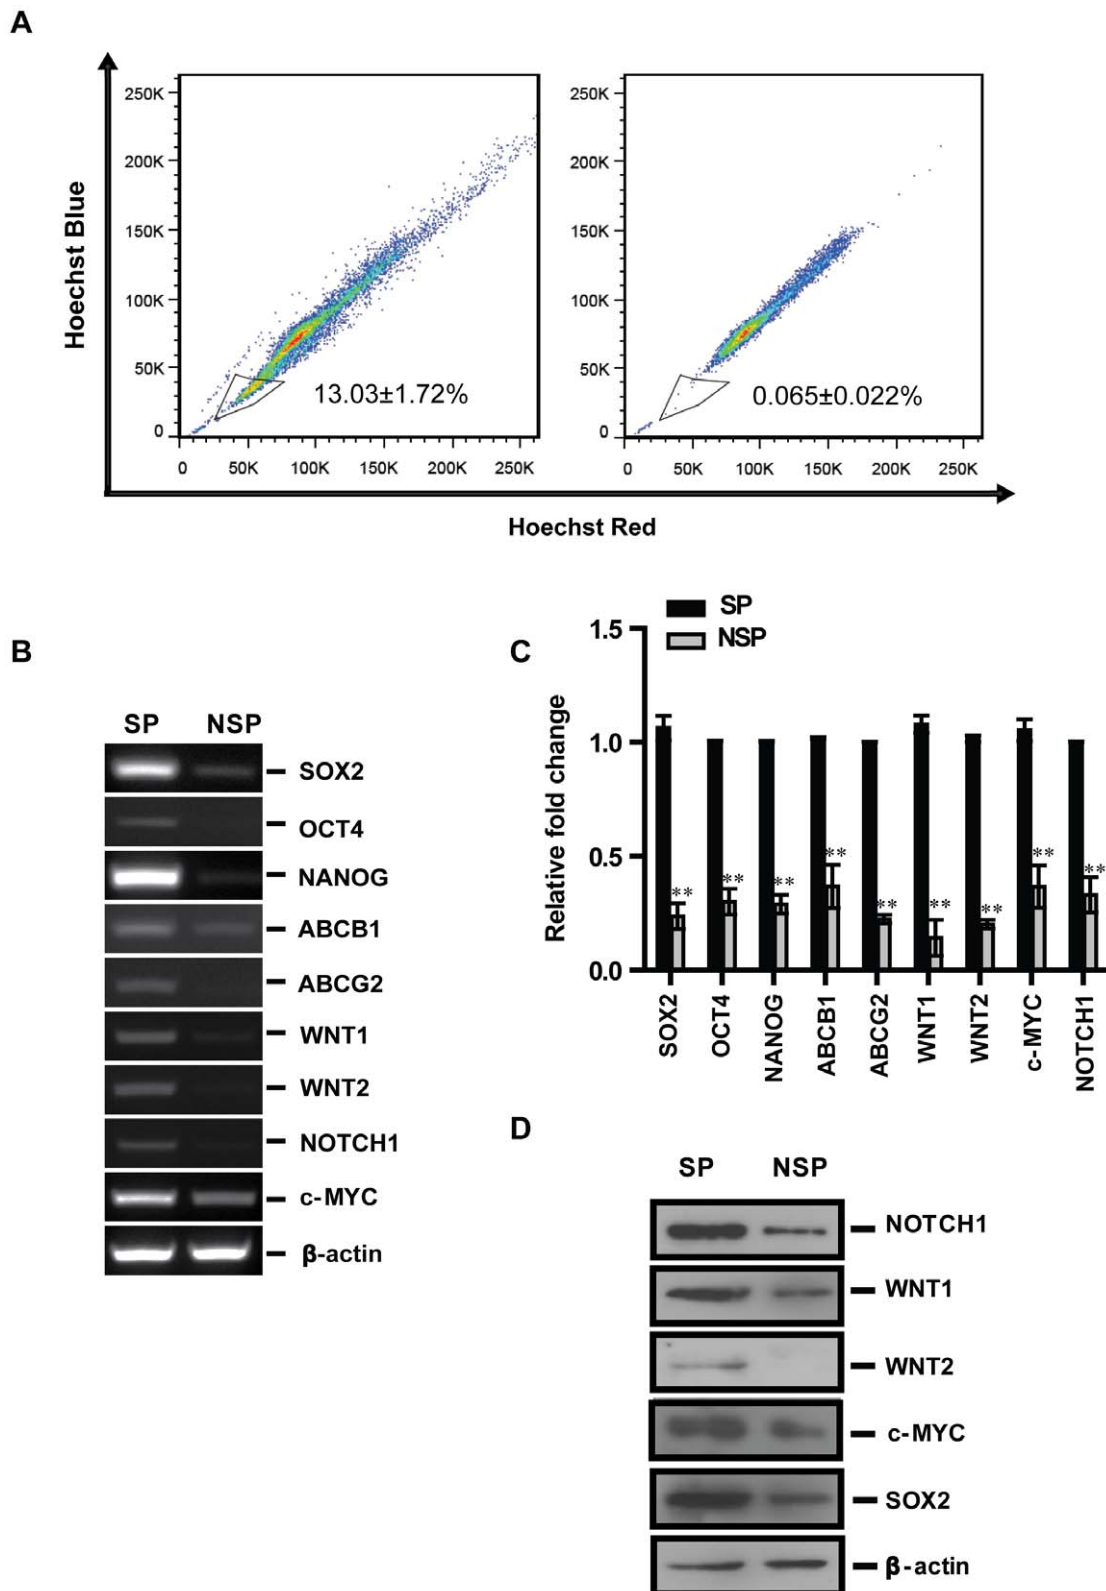 A
Hoechst Blue
250K
200K
150K
100K
50K
0
13.03±1.72%
0 50K 100K 150K 200K 250K
250K
200K
150K
100K
50K
0
0.065±0.022%
0 50K 100K 150K 200K 250K
Hoechst Red
B
SP NSP
SOX2
OCT4
NANOG
ABCB1
ABCG2
WNT1
WNT2
NOTCH1
c-MYC
β-actin
C
SP
NSP
Relative fold change
1.5
1.0
0.5
0.0
** ** ** ** ** ** ** ** **
SOX2 OCT4 NANOG ABCB1 ABCG2 WNT1 WNT2 c-MYC NOTCH1
D
SP NSP
NOTCH1
WNT1
WNT2
c-MYC
SOX2
β-actin